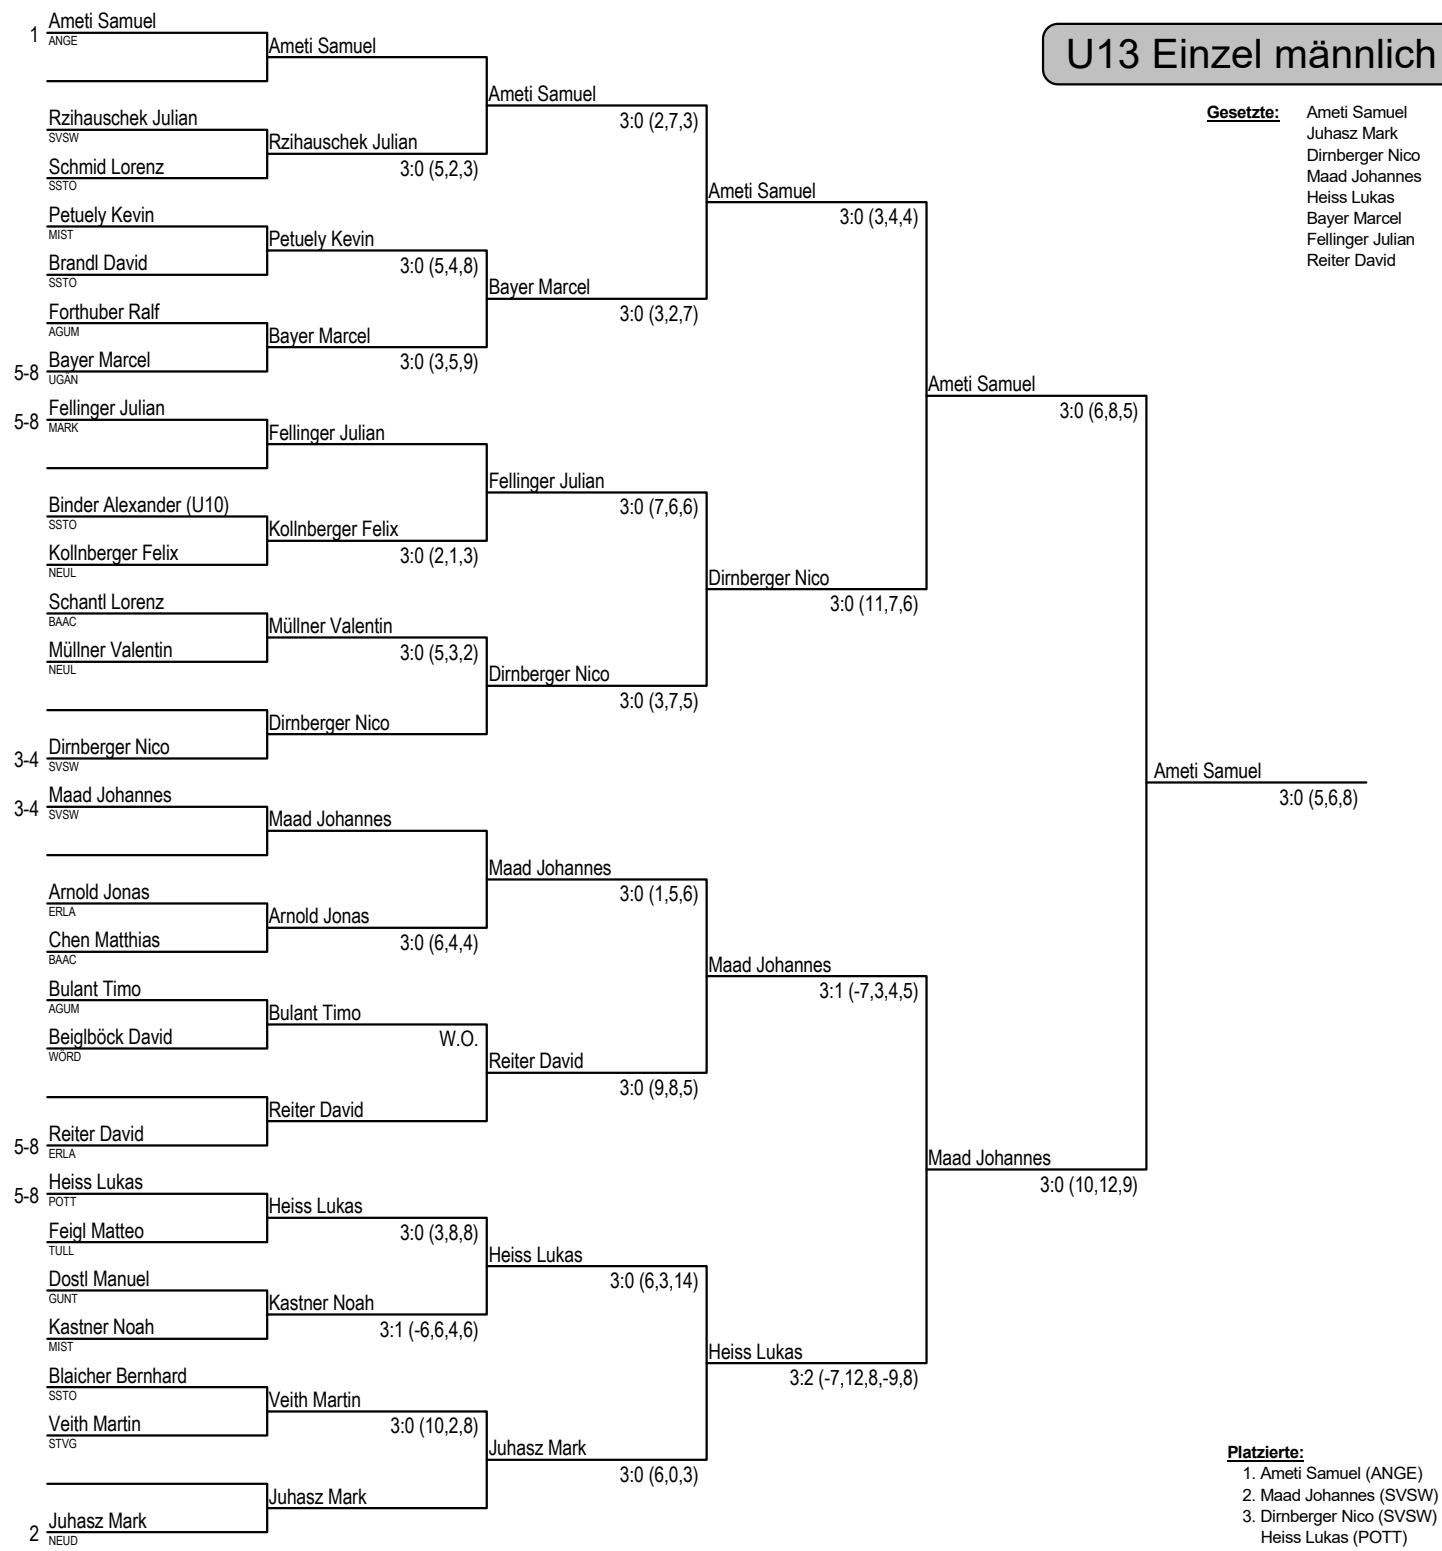 U13 Einzel männlich
Gesetzte: Ameti Samuel
Juhasz Mark
Dirnberger Nico
Maad Johannes
Heiss Lukas
Bayer Marcel
Fellinger Julian
Reiter David
1 Ameti Samuel
ANGE
Rzihauschek Julian
SVSW
Schmid Lorenz
SSTO
Petuely Kevin
MIST
Brandl David
SSTO
Forthuber Ralf
AGUM
5-8 Bayer Marcel
UGÄN
5-8 Fellinger Julian
MARK
Binder Alexander (U10)
SSTO
Kollnberger Felix
NEUL
Schantl Lorenz
BAAC
Müllner Valentin
NEUL
3-4 Dirnberger Nico
SVSW
3-4 Maad Johannes
SVSW
Arnold Jonas
ERLA
Chen Matthias
BAAC
Bulant Timo
AGUM
Beiglböck David
WÖRD
5-8 Reiter David
ERLA
5-8 Heiss Lukas
POTT
Feigl Matteo
TULL
Dostl Manuel
GUNT
Kastner Noah
MIST
Blaicher Bernhard
SSTO
Veith Martin
STVG
2 Juhasz Mark
NEUD
Ameti Samuel
Rzihauschek Julian
3:0 (5,2,3)
Petuely Kevin
3:0 (5,4,8)
Bayer Marcel
3:0 (3,5,9)
Fellinger Julian
Kollnberger Felix
3:0 (2,1,3)
Müllner Valentin
3:0 (5,3,2)
Dirnberger Nico
Maad Johannes
Arnold Jonas
3:0 (6,4,4)
Bulant Timo
W.O.
Reiter David
Heiss Lukas
3:0 (3,8,8)
Kastner Noah
3:1 (-6,6,4,6)
Veith Martin
3:0 (10,2,8)
Juhasz Mark
Ameti Samuel
3:0 (2,7,3)
Bayer Marcel
3:0 (3,2,7)
Fellinger Julian
3:0 (7,6,6)
Dirnberger Nico
3:0 (3,7,5)
Maad Johannes
3:0 (1,5,6)
Reiter David
3:0 (9,8,5)
Heiss Lukas
3:0 (6,3,14)
Juhasz Mark
3:0 (6,0,3)
Ameti Samuel
3:0 (3,4,4)
Dirnberger Nico
3:0 (11,7,6)
Maad Johannes
3:1 (-7,3,4,5)
Heiss Lukas
3:2 (-7,12,8,-9,8)
Ameti Samuel
3:0 (6,8,5)
Maad Johannes
3:0 (10,12,9)
Ameti Samuel
3:0 (5,6,8)
Platzierte:
1. Ameti Samuel (ANGE)
2. Maad Johannes (SVSW)
3. Dirnberger Nico (SVSW)
Heiss Lukas (POTT)